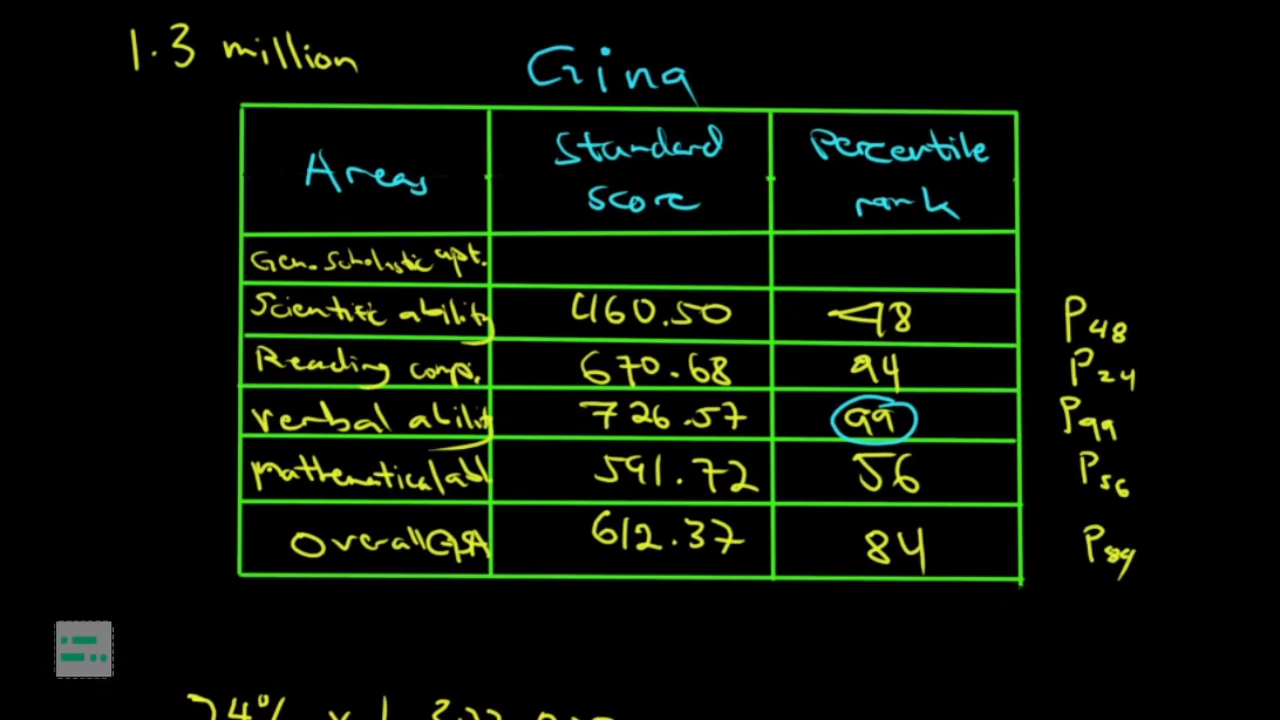 1.3 million
Gina
Areas Standard score Percentile rank
Gen. Scholastic apt.
Scientific ability 460.50 48 P48
Reading comp. 670.68 94 P24
verbal abilit 726.57 99 P99
mathematical abl 591.72 56 P56
Overall GSA 612.37 84 P84